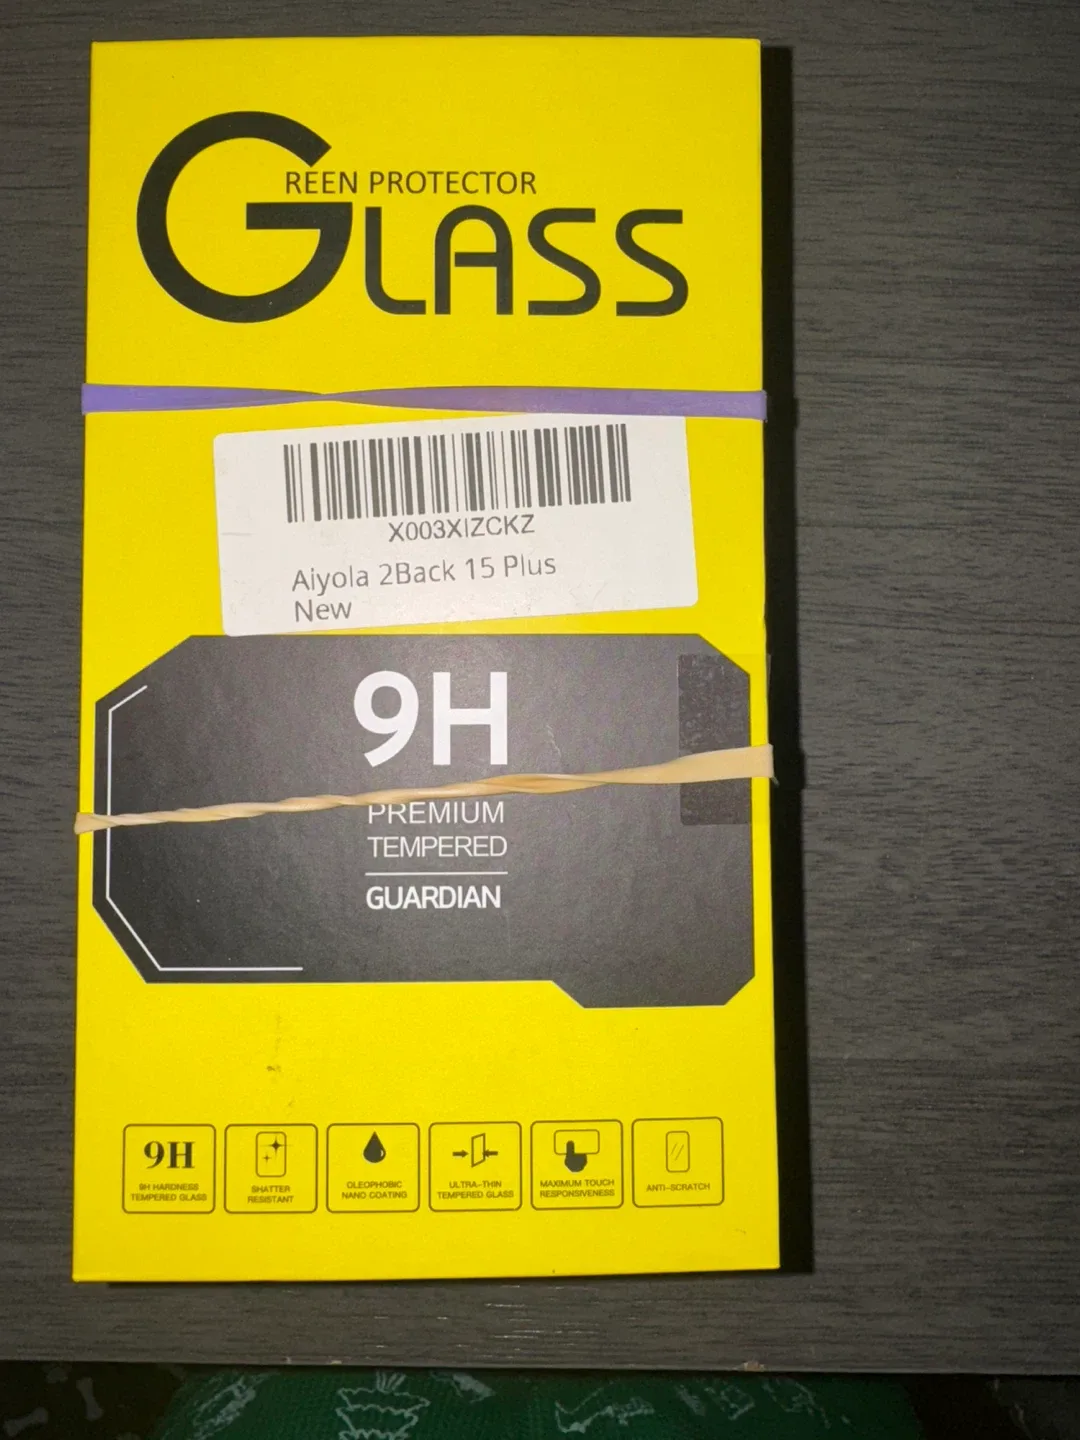 GREEN PROTECTOR
GLASS
X003XIZCKZ
Aiyola 2Back 15 Plus
New
9H
PREMIUM
TEMPERED
GUARDIAN
9H
9H HARDNESS
TEMPERED GLASS
SHATTER
RESISTANT
OLEOPHOBIC
NANO COATING
ULTRA-THIN
TEMPERED GLASS
MAXIMUM TOUCH
RESPONSIVENESS
ANTI-SCRATCH